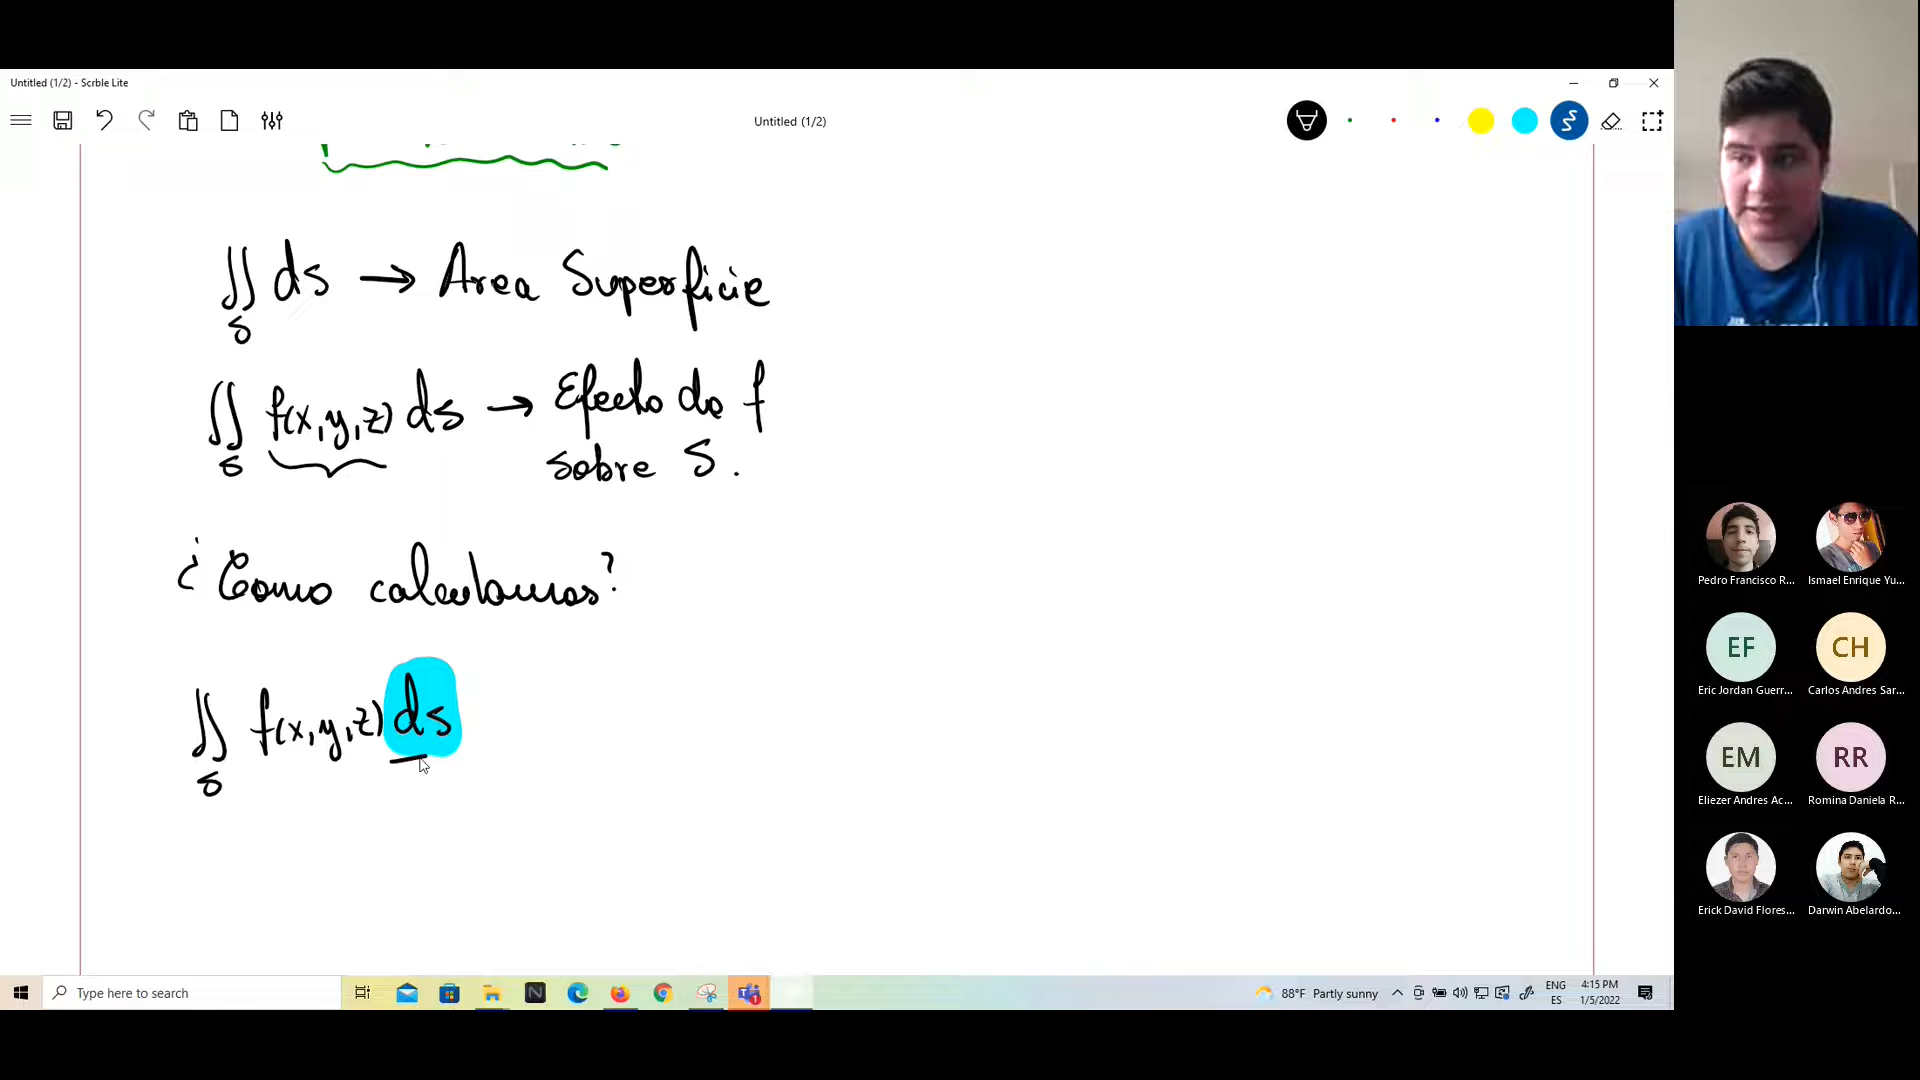 Untitled (1/2) - Scrble Lite
Untitled (1/2)
∬ ds → Area Superficie
S
∬ f(x,y,z) ds → Efecto de f
S
sobre S.
¿Como calculamos?
∬ f(x,y,z) ds
S
Pedro Francisco R...
Ismael Enrique Yu...
EF
CH
Eric Jordan Guerr...
Carlos Andres Sar...
EM
RR
Eliezer Andres Ac...
Romina Daniela R...
Erick David Flores...
Darwin Abelardo...
Type here to search
88°F Partly sunny
ENG
ES
4:15 PM
1/5/2022